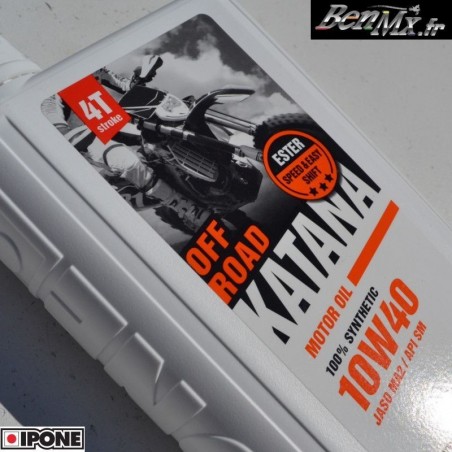 BenMx.fr
4T
stroke
ESTER
SPEED & EASY
SHIFT
OFF
ROAD
KATANA
MOTOR OIL
100% SYNTHETIC
10W40
JASO MA2 / API SM
IPONE
IPONE